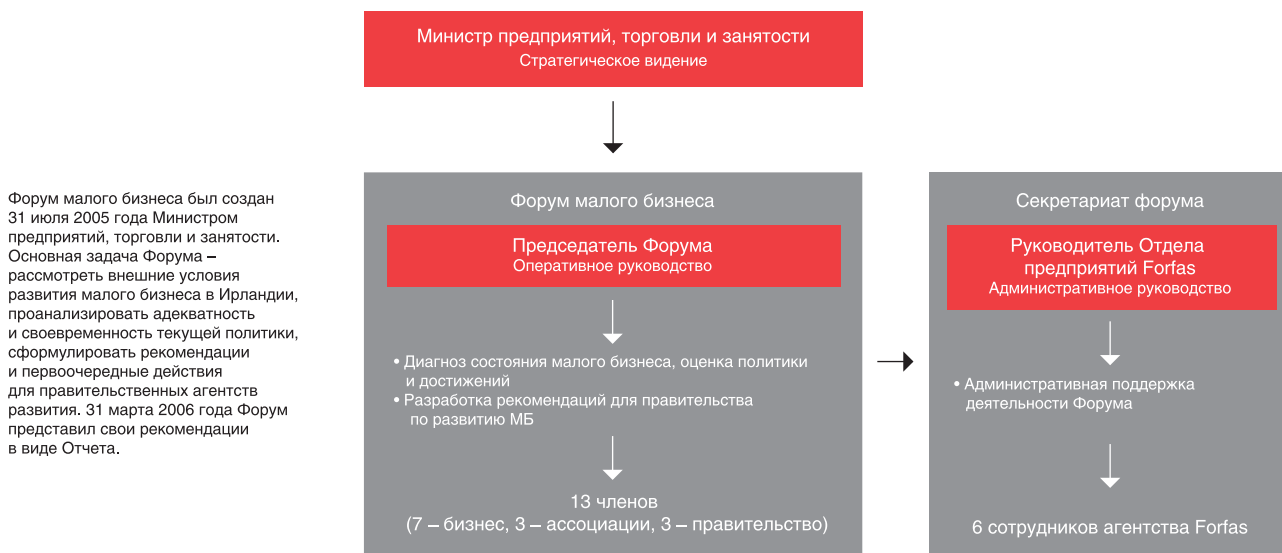 Министр предприятий, торговли и занятости
Стратегическое видение
Форум малого бизнеса был создан
31 июля 2005 года Министром
предприятий, торговли и занятости.
Основная задача Форума –
рассмотреть внешние условия
развития малого бизнеса в Ирландии,
проанализировать адекватность
и своевременность текущей политики,
сформулировать рекомендации
и первоочередные действия
для правительственных агентств
развития. 31 марта 2006 года Форум
представил свои рекомендации
в виде Отчета.
Форум малого бизнеса
Председатель Форума
Оперативное руководство
• Диагноз состояния малого бизнеса, оценка политики
и достижений
• Разработка рекомендаций для правительства
по развитию МБ
13 членов
(7 – бизнес, 3 – ассоциации, 3 – правительство)
Секретариат форума
Руководитель Отдела
предприятий Forfas
Административное руководство
• Административная поддержка
деятельности Форума
6 сотрудников агентства Forfas